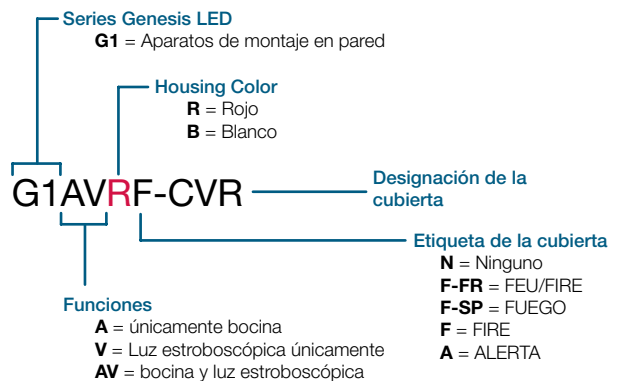 Series Genesis LED
G1 = Aparatos de montaje en pared
Housing Color
R = Rojo
B = Blanco
G1AVRF-CVR
Designación de la
cubierta
Etiqueta de la cubierta
N = Ninguno
F-FR = FEU/FIRE
F-SP = FUEGO
F = FIRE
A = ALERTA
Funciones
A = únicamente bocina
V = Luz estroboscópica únicamente
AV = bocina y luz estroboscópica